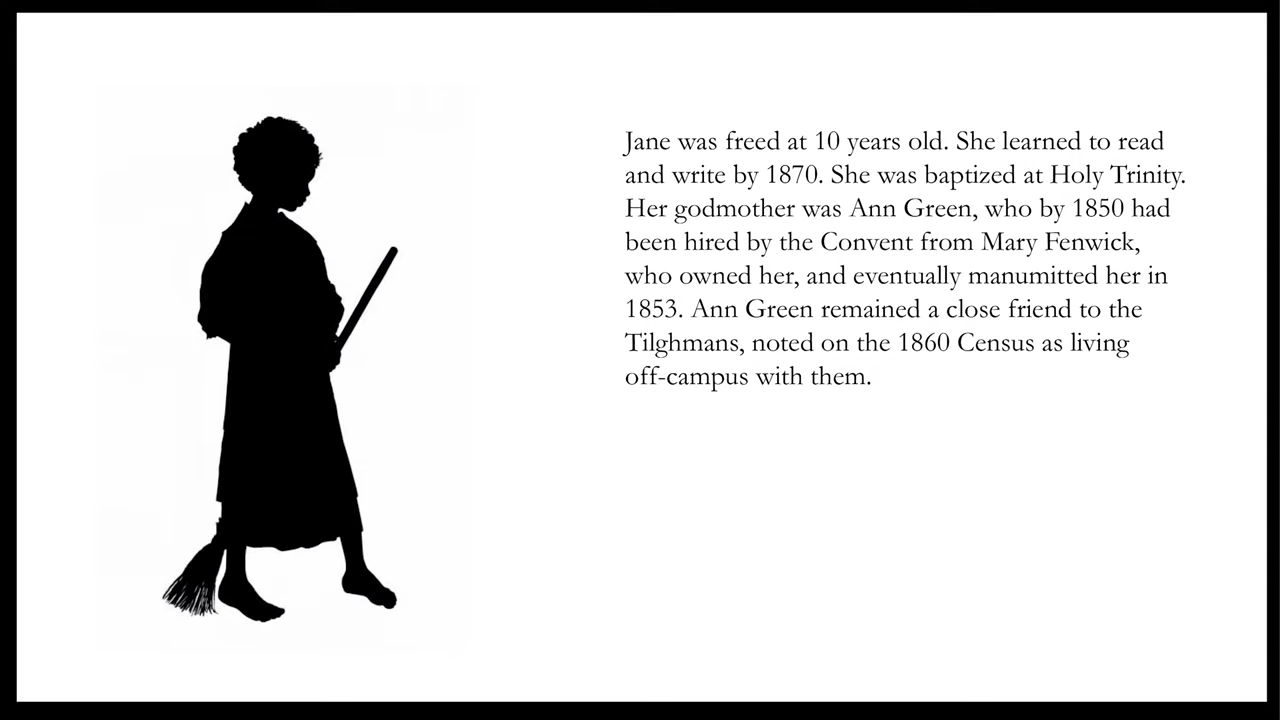 Jane was freed at 10 years old. She learned to read
and write by 1870. She was baptized at Holy Trinity.
Her godmother was Ann Green, who by 1850 had
been hired by the Convent from Mary Fenwick,
who owned her, and eventually manumitted her in
1853. Ann Green remained a close friend to the
Tilghmans, noted on the 1860 Census as living
off-campus with them.